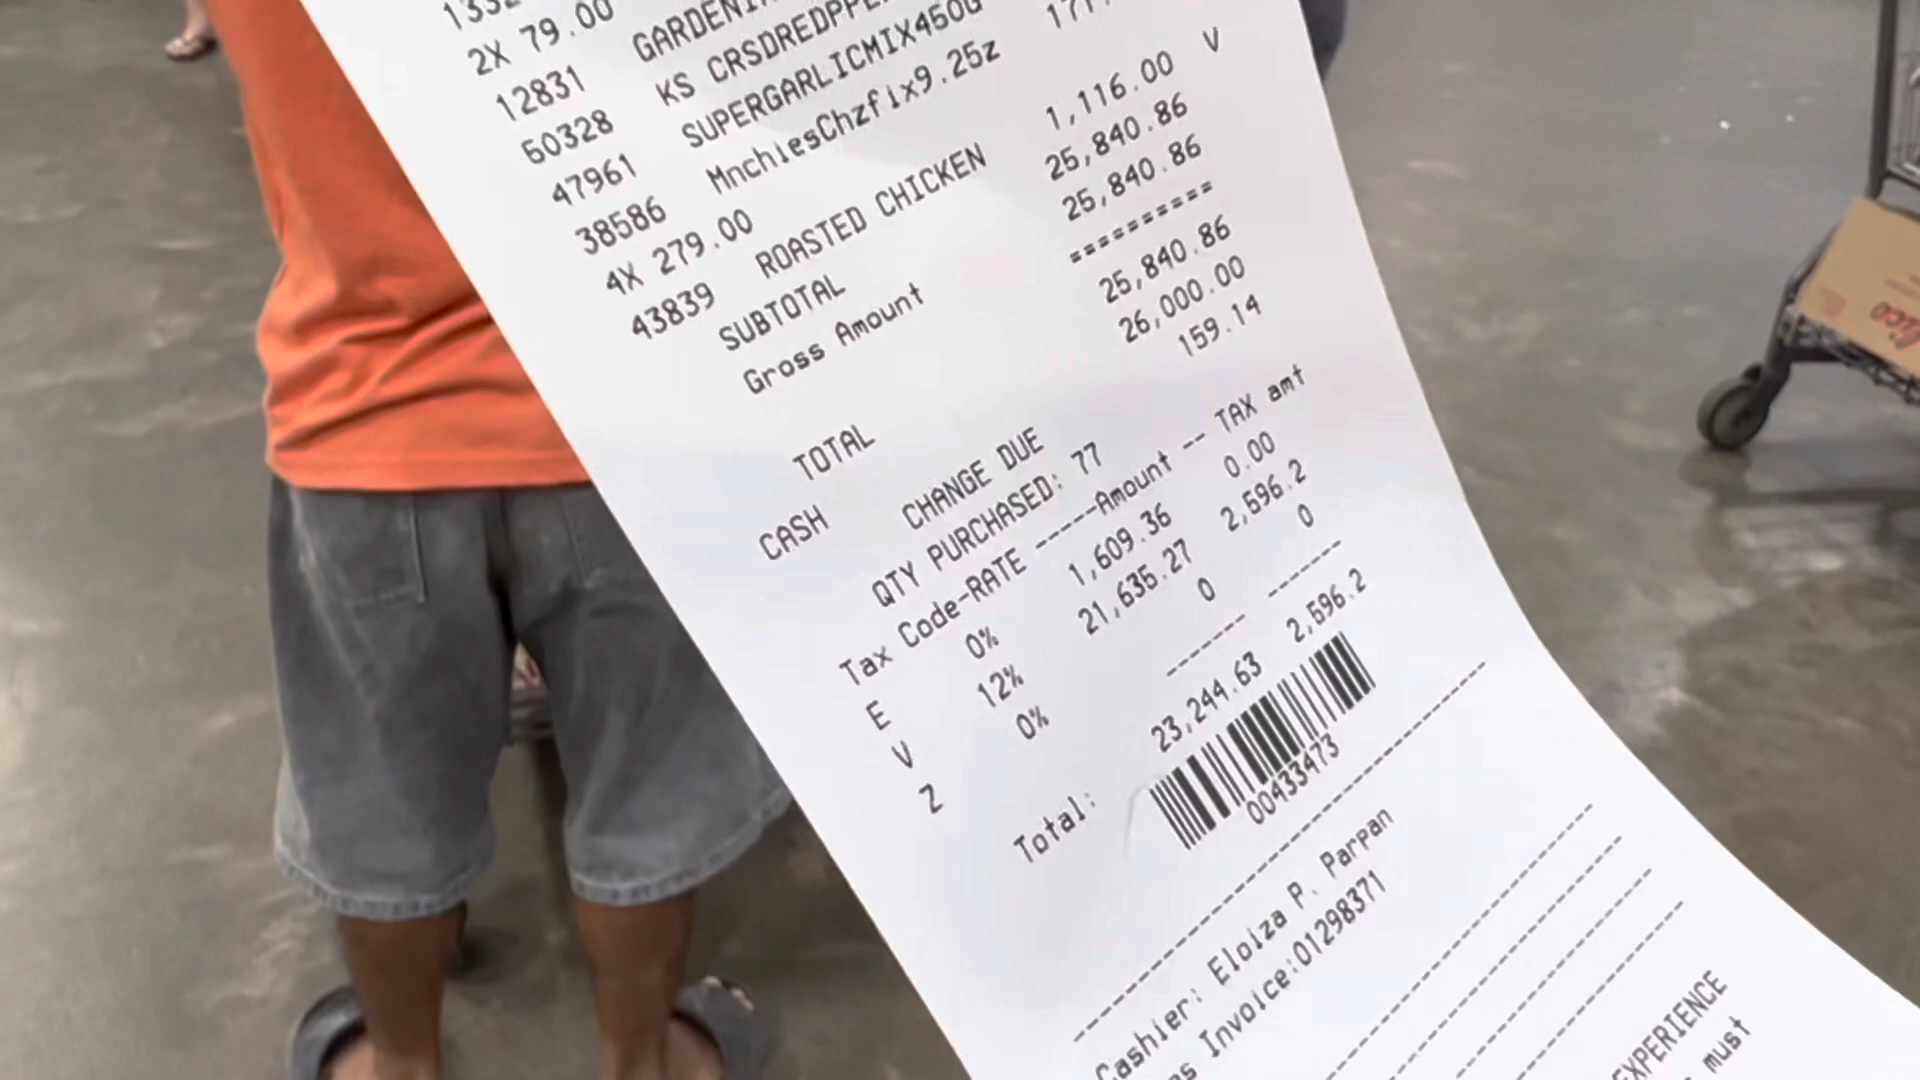 2X 79.00
12831 GARDENI
50328 KS CRSDREDPPE
47961 SUPERGARLICMIX450G
38586 MnchiesChzfix9.25z
4X 279.00
43839 ROASTED CHICKEN 1,116.00 V
SUBTOTAL 25,840.86
Gross Amount 25,840.86
==========
TOTAL 25,840.86
CASH 26,000.00
CHANGE DUE 159.14
QTY PURCHASED: 77
Tax Code-RATE -----Amount -- TAX amt
E 0% 1,609.36 0.00
V 12% 21,635.27 2,596.2
Z 0% 0 0
Total: 23,244.63 2,596.2
00433473
Cashier: Eloiza P. Parpan
Invoice:01298371
EXPERIENCE
must